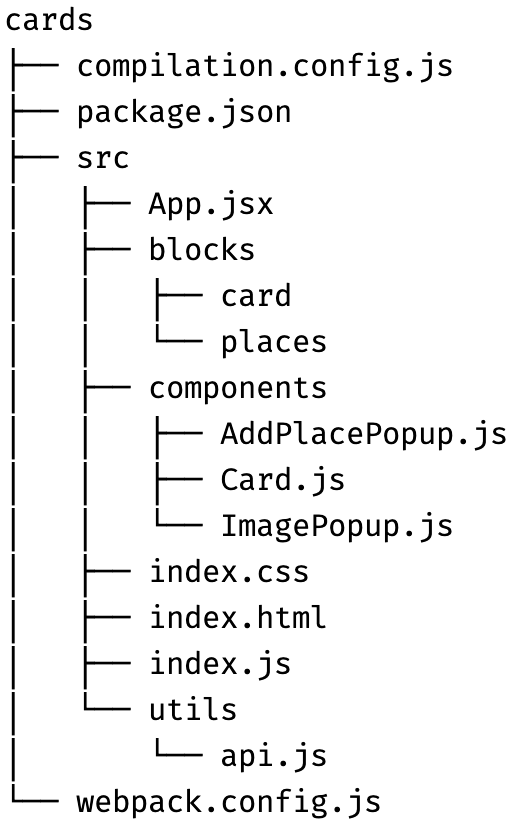 cards
├── compilation.config.js
├── package.json
├── src
│   ├── App.jsx
│   ├── blocks
│   │   ├── card
│   │   └── places
│   ├── components
│   │   ├── AddPlacePopup.js
│   │   ├── Card.js
│   │   └── ImagePopup.js
│   ├── index.css
│   ├── index.html
│   ├── index.js
│   └── utils
│       └── api.js
└── webpack.config.js